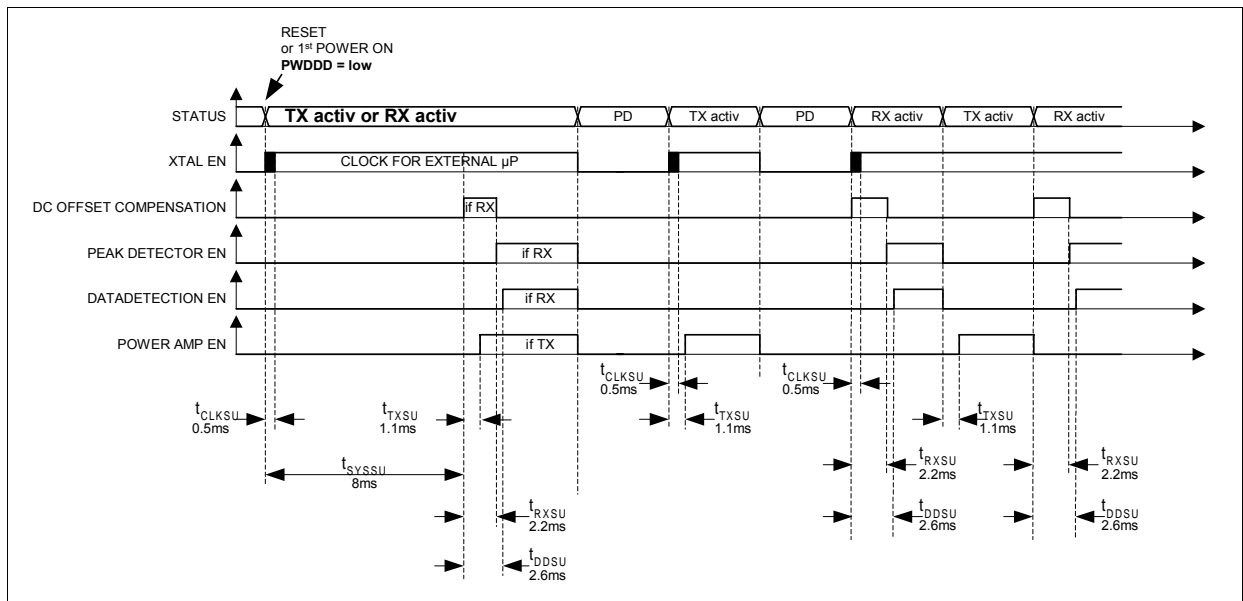 RESET
or 1st POWER ON
PWDDD = low
STATUS
TX activ or RX activ
PD
TX activ
PD
RX activ
TX activ
RX activ
XTAL EN
CLOCK FOR EXTERNAL µP
DC OFFSET COMPENSATION
if RX
PEAK DETECTOR EN
if RX
DATADETECTION EN
if RX
POWER AMP EN
if TX
tCLKSU
0.5ms
tCLKSU
0.5ms
tCLKSU
0.5ms
tTXSU
1.1ms
tTXSU
1.1ms
tTXSU
1.1ms
tSYSSU
8ms
tRXSU
2.2ms
tRXSU
2.2ms
tRXSU
2.2ms
tDDSU
2.6ms
tDDSU
2.6ms
tDDSU
2.6ms